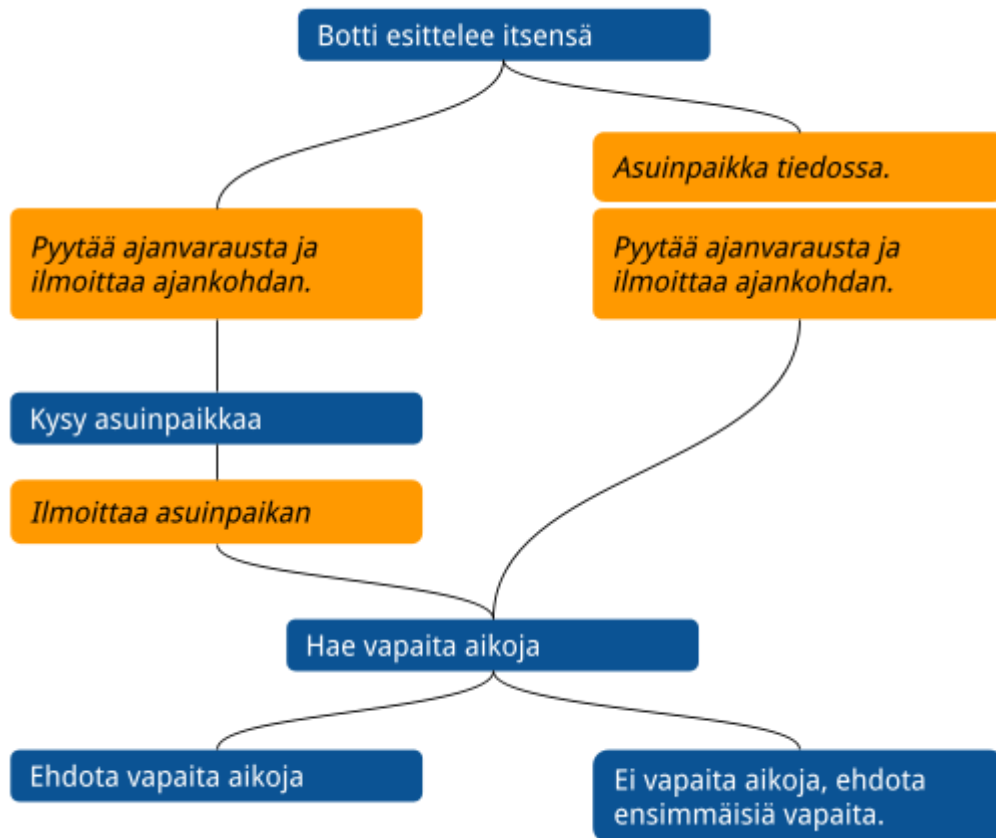 Botti esittelee itsensä
Asuinpaikka tiedossa.
Pyytää ajanvarausta ja
ilmoittaa ajankohdan.
Pyytää ajanvarausta ja
ilmoittaa ajankohdan.
Kysy asuinpaikkaa
Ilmoittaa asuinpaikan
Hae vapaita aikoja
Ehdota vapaita aikoja
Ei vapaita aikoja, ehdota
ensimmäisiä vapaita.